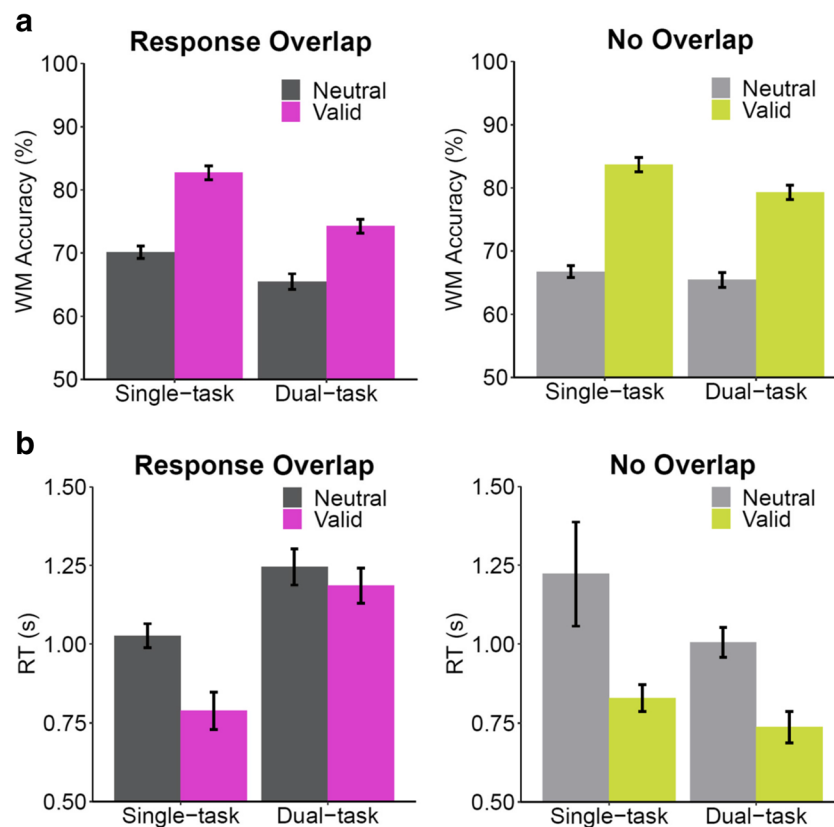 a
Response Overlap
Neutral
Valid
WM Accuracy (%)
100
90
80
70
60
50
Single−task
Dual−task
No Overlap
Neutral
Valid
WM Accuracy (%)
100
90
80
70
60
50
Single−task
Dual−task
b
Response Overlap
Neutral
Valid
RT (s)
1.50
1.25
1.00
0.75
0.50
Single−task
Dual−task
No Overlap
Neutral
Valid
RT (s)
1.50
1.25
1.00
0.75
0.50
Single−task
Dual−task